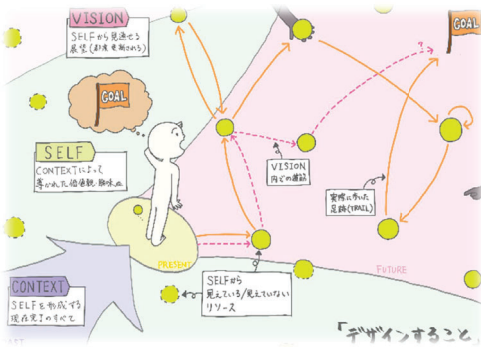 VISION
SELFから見渡せる
展望(都度更新される)
GOAL
GOAL
SELF
CONTEXTによって
導かれた価値観・興味
CONTEXT
SELFを形成する
現在完了のすべて
PRESENT
SELFから
見えている/見えていない
リソース
VISION
内での道筋
実際に歩いた
足跡(TRAIL)
FUTURE
?
「デザインすること」